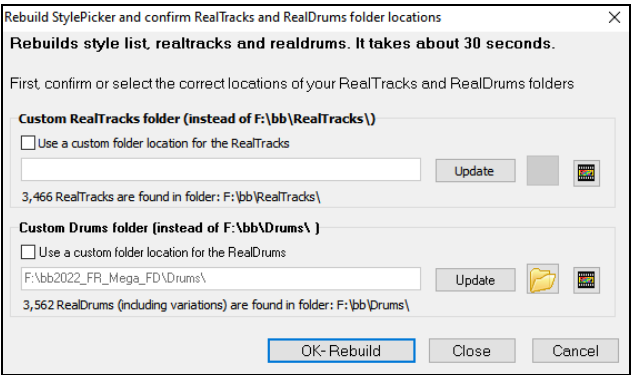 Rebuild StylePicker and confirm RealTracks and RealDrums folder locations
Rebuilds style list, realtracks and realdrums. It takes about 30 seconds.
First, confirm or select the correct locations of your RealTracks and RealDrums folders
Custom RealTracks folder (instead of F:\bb\RealTracks\)
Use a custom folder location for the RealTracks
Update
3,466 RealTracks are found in folder: F:\bb\RealTracks\
Custom Drums folder (instead of F:\bb\Drums\ )
Use a custom folder location for the RealDrums
F:\bb2022_FR_Mega_FD\Drums\
Update
3,562 RealDrums (including variations) are found in folder: F:\bb\Drums\
OK- Rebuild
Close
Cancel